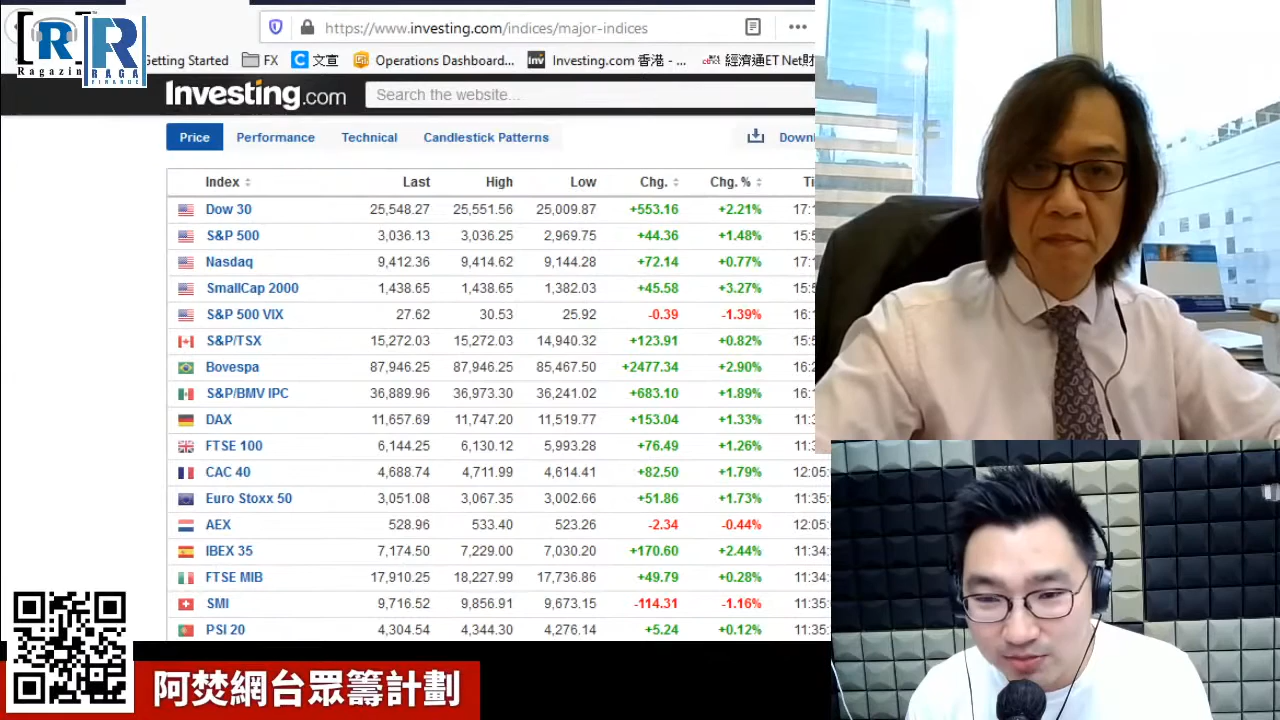 [R]
Ragazin
R
RAGA
FINANCE
https://www.investing.com/indices/major-indices
Getting Started FX C 文宣 Operations Dashboard... Inv Investing.com 香港 - ... 經濟通ET Net財
Investing.com Search the website...
Price Performance Technical Candlestick Patterns Down
Index Last High Low Chg. Chg. % Ti
Dow 30 25,548.27 25,551.56 25,009.87 +553.16 +2.21% 17:1
S&P 500 3,036.13 3,036.25 2,969.75 +44.36 +1.48% 15:5
Nasdaq 9,412.36 9,414.62 9,144.28 +72.14 +0.77% 17:1
SmallCap 2000 1,438.65 1,438.65 1,382.03 +45.58 +3.27% 15:5
S&P 500 VIX 27.62 30.53 25.92 -0.39 -1.39% 16:1
S&P/TSX 15,272.03 15,272.03 14,940.32 +123.91 +0.82% 15:5
Bovespa 87,946.25 87,946.25 85,467.50 +2477.34 +2.90% 16:2
S&P/BMV IPC 36,889.96 36,973.30 36,241.02 +683.10 +1.89% 16:1
DAX 11,657.69 11,747.20 11,519.77 +153.04 +1.33% 11:3
FTSE 100 6,144.25 6,130.12 5,993.28 +76.49 +1.26% 11:3
CAC 40 4,688.74 4,711.99 4,614.41 +82.50 +1.79% 12:05:
Euro Stoxx 50 3,051.08 3,067.35 3,002.66 +51.86 +1.73% 11:35:
AEX 528.96 533.40 523.26 -2.34 -0.44% 12:05:
IBEX 35 7,174.50 7,229.00 7,030.20 +170.60 +2.44% 11:34:
FTSE MIB 17,910.25 18,227.99 17,736.86 +49.79 +0.28% 11:34:
SMI 9,716.52 9,856.91 9,673.15 -114.31 -1.16% 11:35:
PSI 20 4,304.54 4,344.30 4,276.14 +5.24 +0.12% 11:35:
阿焚網台眾籌計劃